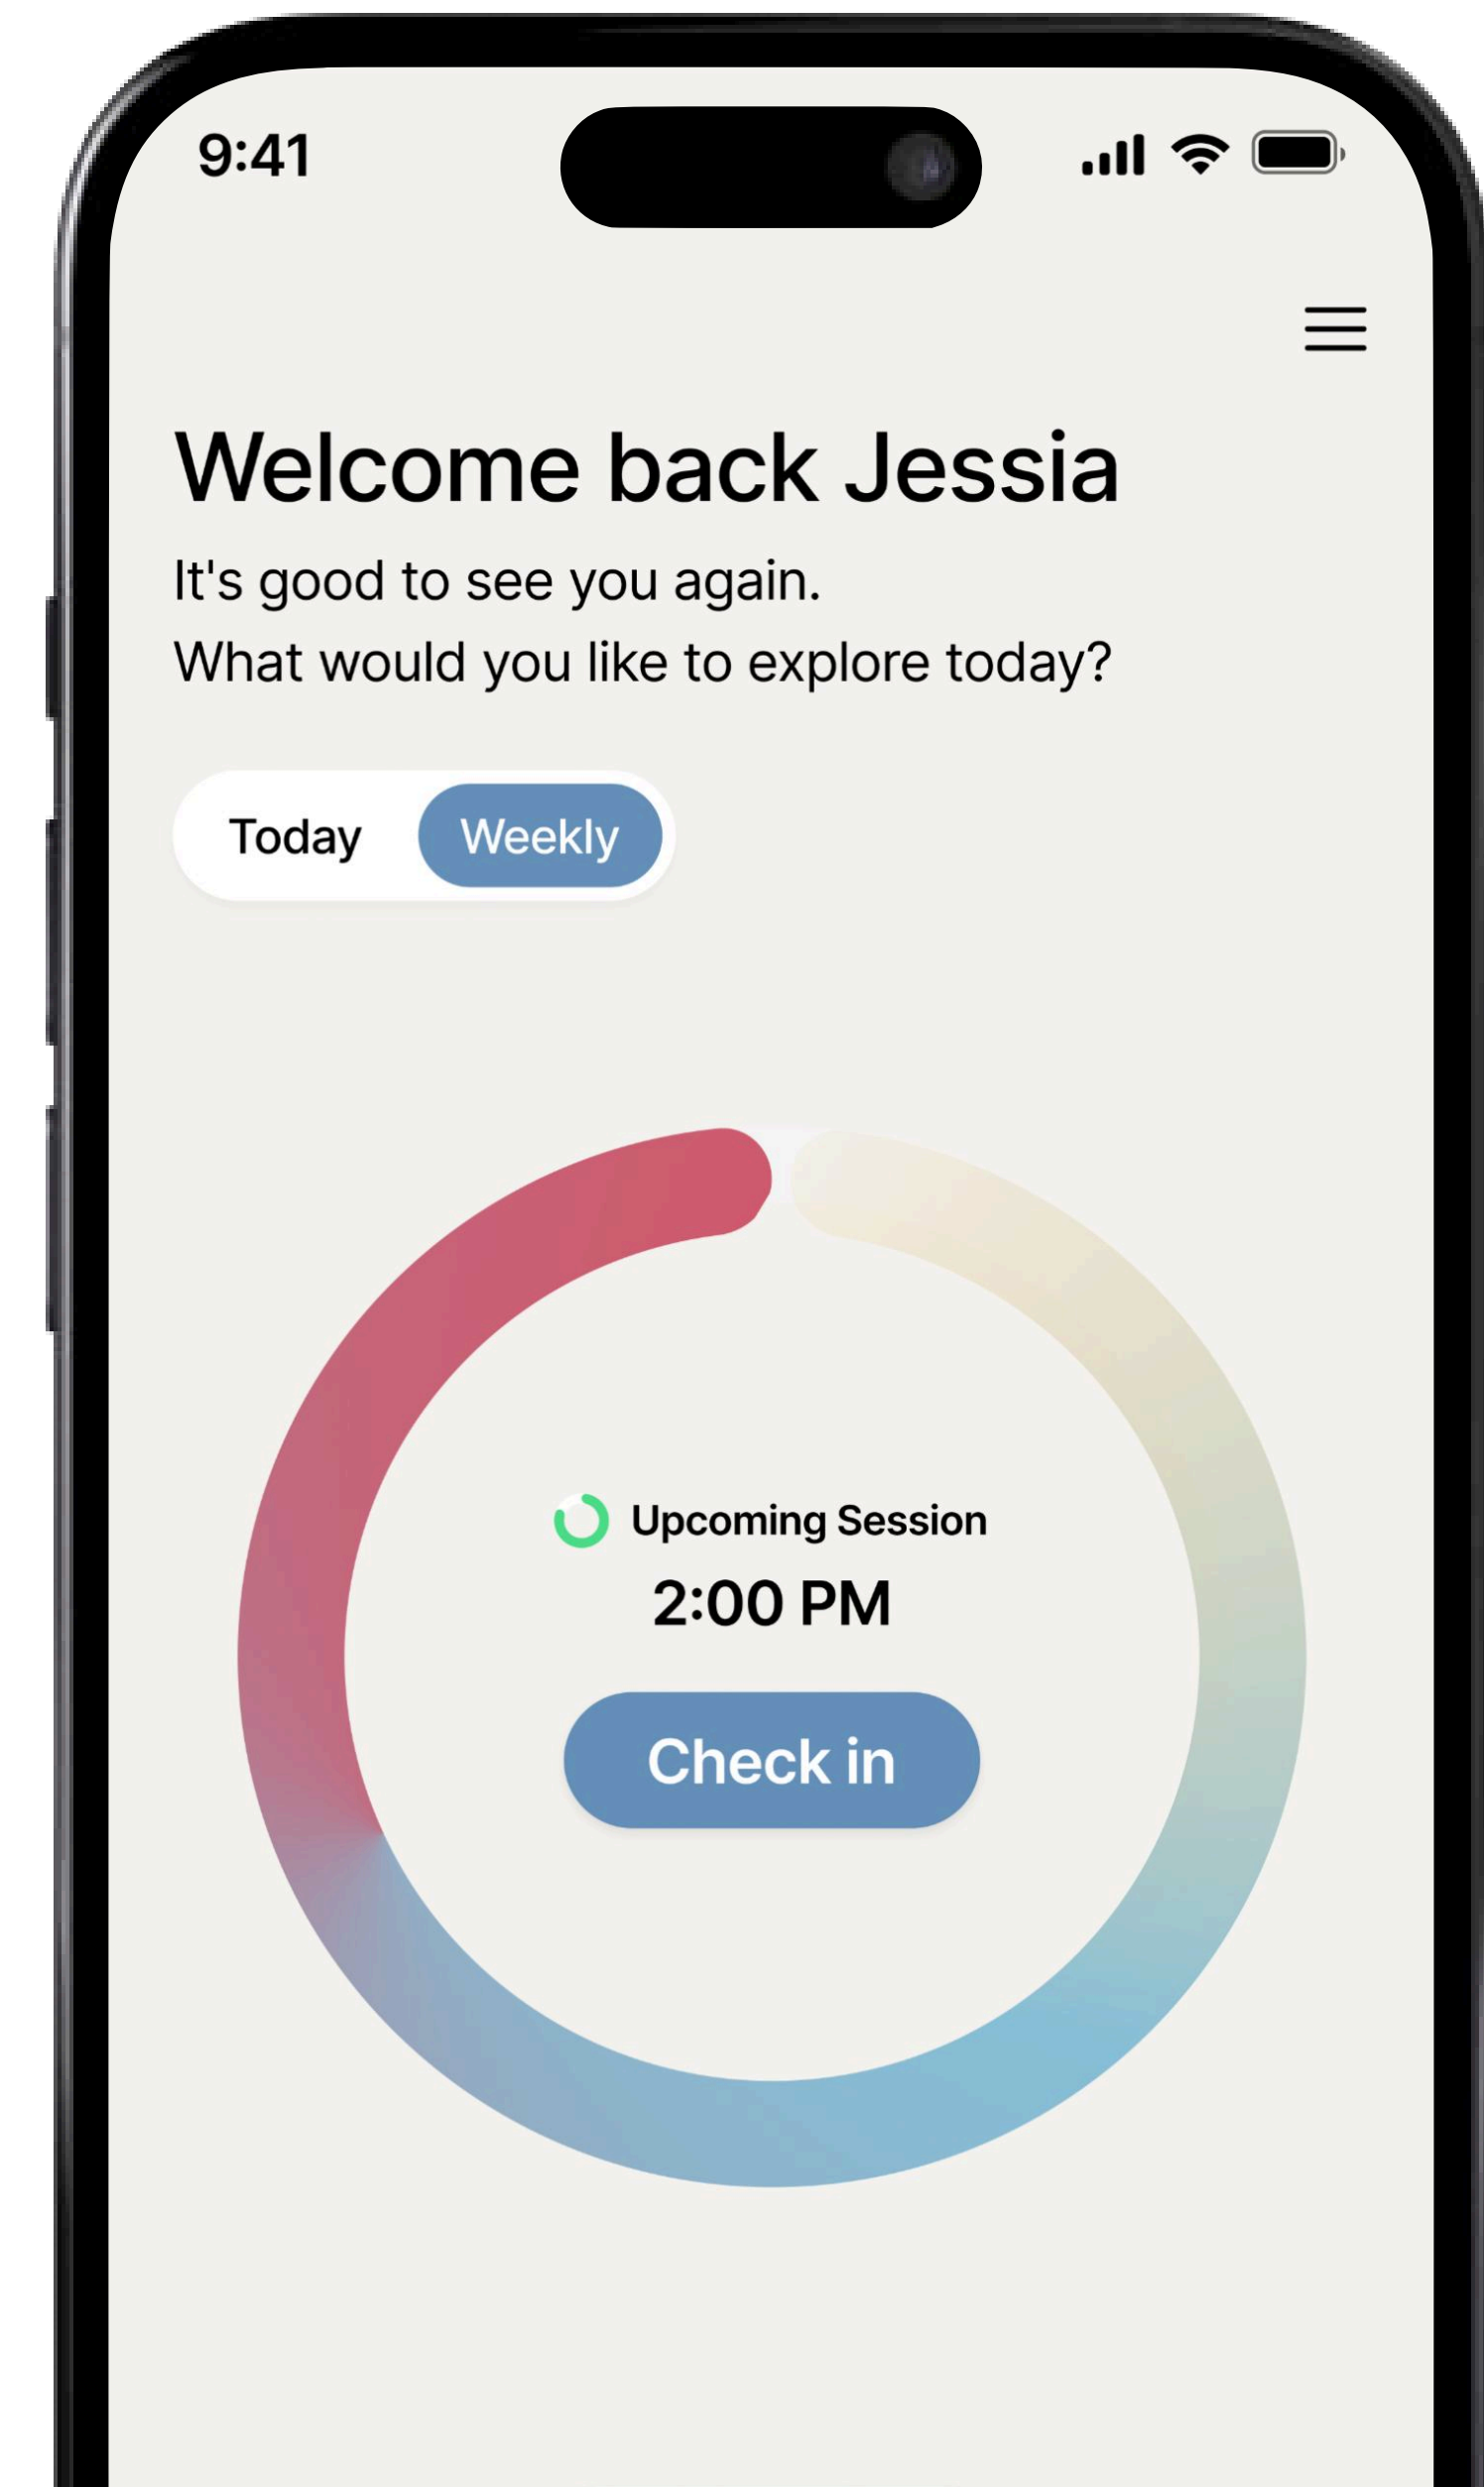 9:41
Welcome back Jessia
It's good to see you again.
What would you like to explore today?
Today Weekly
Upcoming Session
2:00 PM
Check in